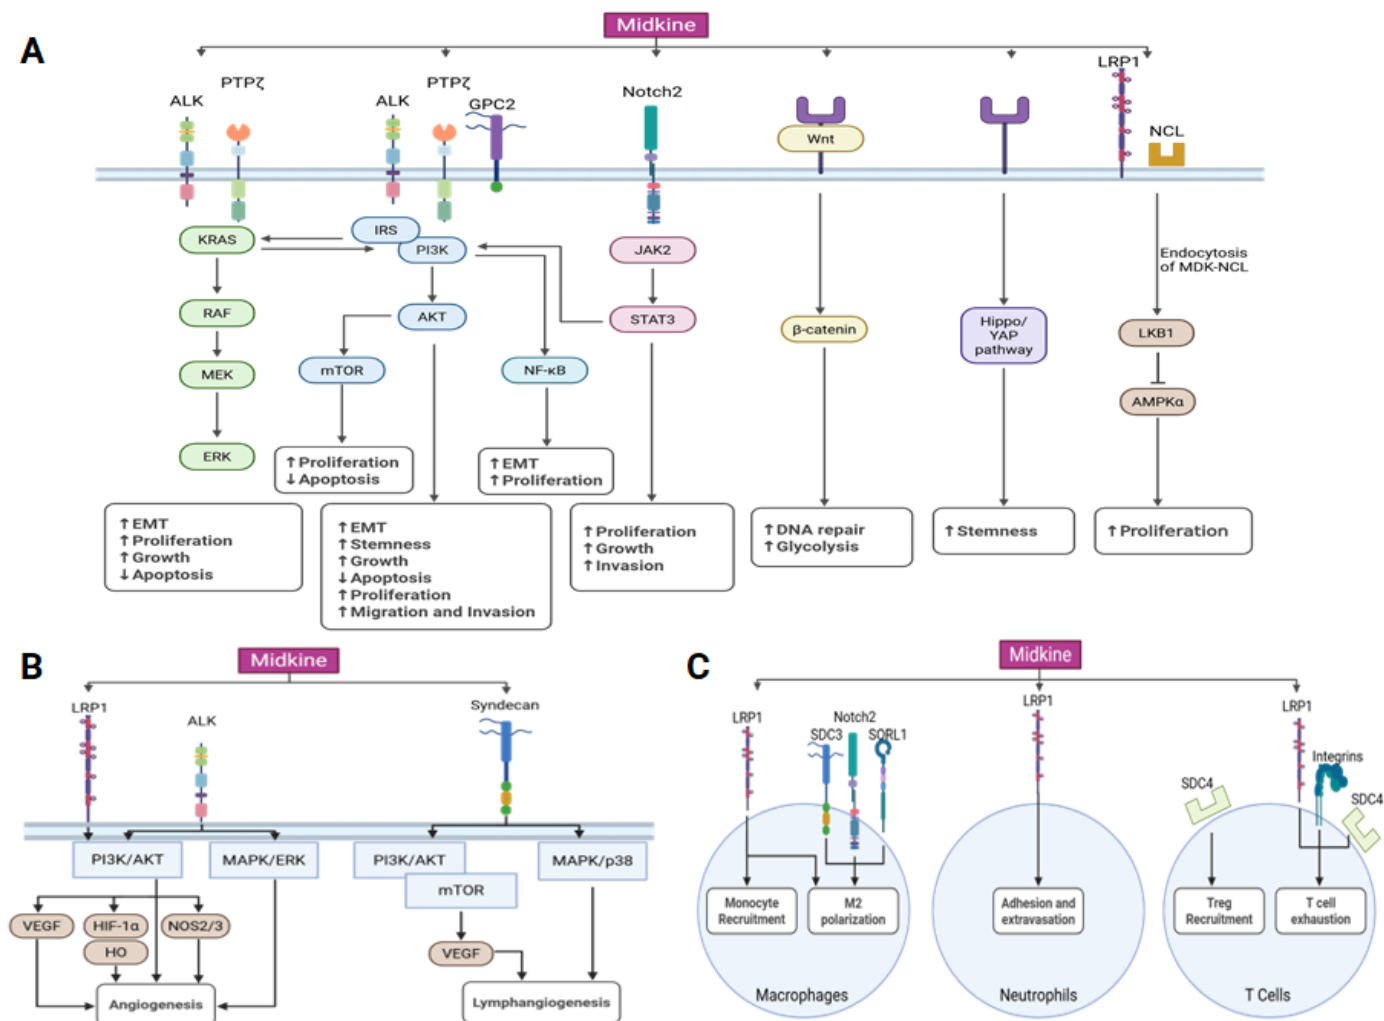 A
Midkine
ALK
PTPζ
ALK
PTPζ
GPC2
Notch2
Wnt
LRP1
NCL
KRAS
IRS
PI3K
JAK2
Endocytosis
of MDK-NCL
RAF
AKT
STAT3
β-catenin
Hippo/
YAP
pathway
LKB1
MEK
mTOR
NF-κB
AMPKα
ERK
↑Proliferation
↓Apoptosis
↑EMT
↑Proliferation
↑EMT
↑Proliferation
↑Growth
↓Apoptosis
↑EMT
↑Stemness
↑Growth
↓Apoptosis
↑Proliferation
↑Migration and Invasion
↑Proliferation
↑Growth
↑Invasion
↑DNA repair
↑Glycolysis
↑Stemness
↑Proliferation
B
Midkine
LRP1
ALK
Syndecan
PI3K/AKT
MAPK/ERK
PI3K/AKT
mTOR
MAPK/p38
VEGF
HIF-1α
HO
NOS2/3
VEGF
Angiogenesis
Lymphangiogenesis
C
Midkine
LRP1
SDC3
Notch2
SORL1
LRP1
LRP1
Integrins
SDC4
SDC4
Monocyte
Recruitment
M2
polarization
Adhesion and
extravasation
Treg
Recruitment
T cell
exhaustion
Macrophages
Neutrophils
T Cells